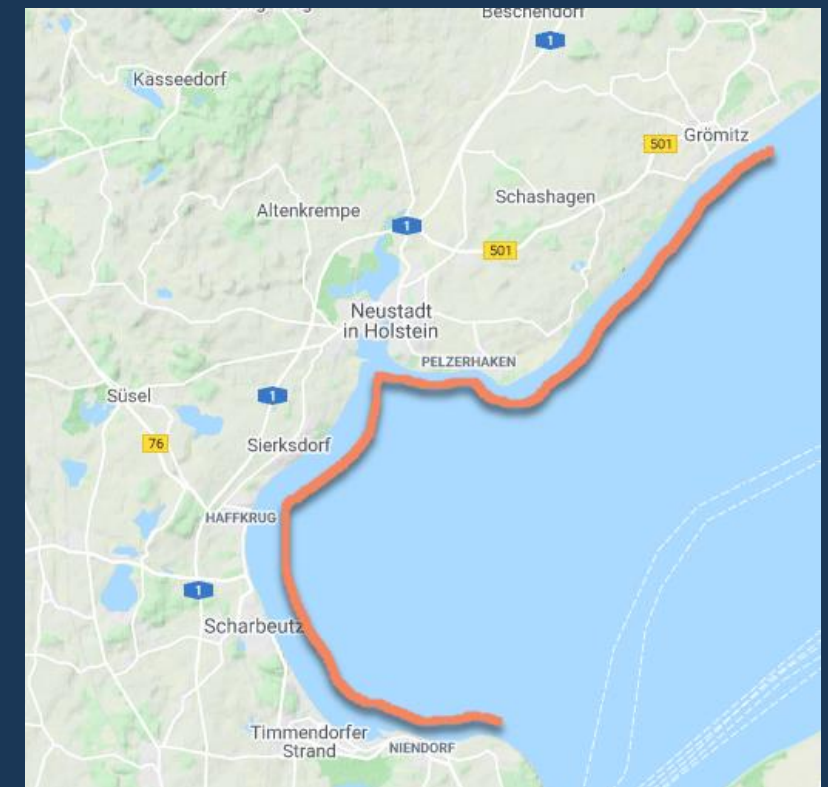 Beschendorf
1
Kasseedorf
501
Grömitz
Schashagen
Altenkrempe
1
501
Neustadt
in Holstein
PELZERHAKEN
Süsel
1
76
Sierksdorf
HAFFKRUG
1
Scharbeutz
Timmendorfer
Strand
NIENDORF